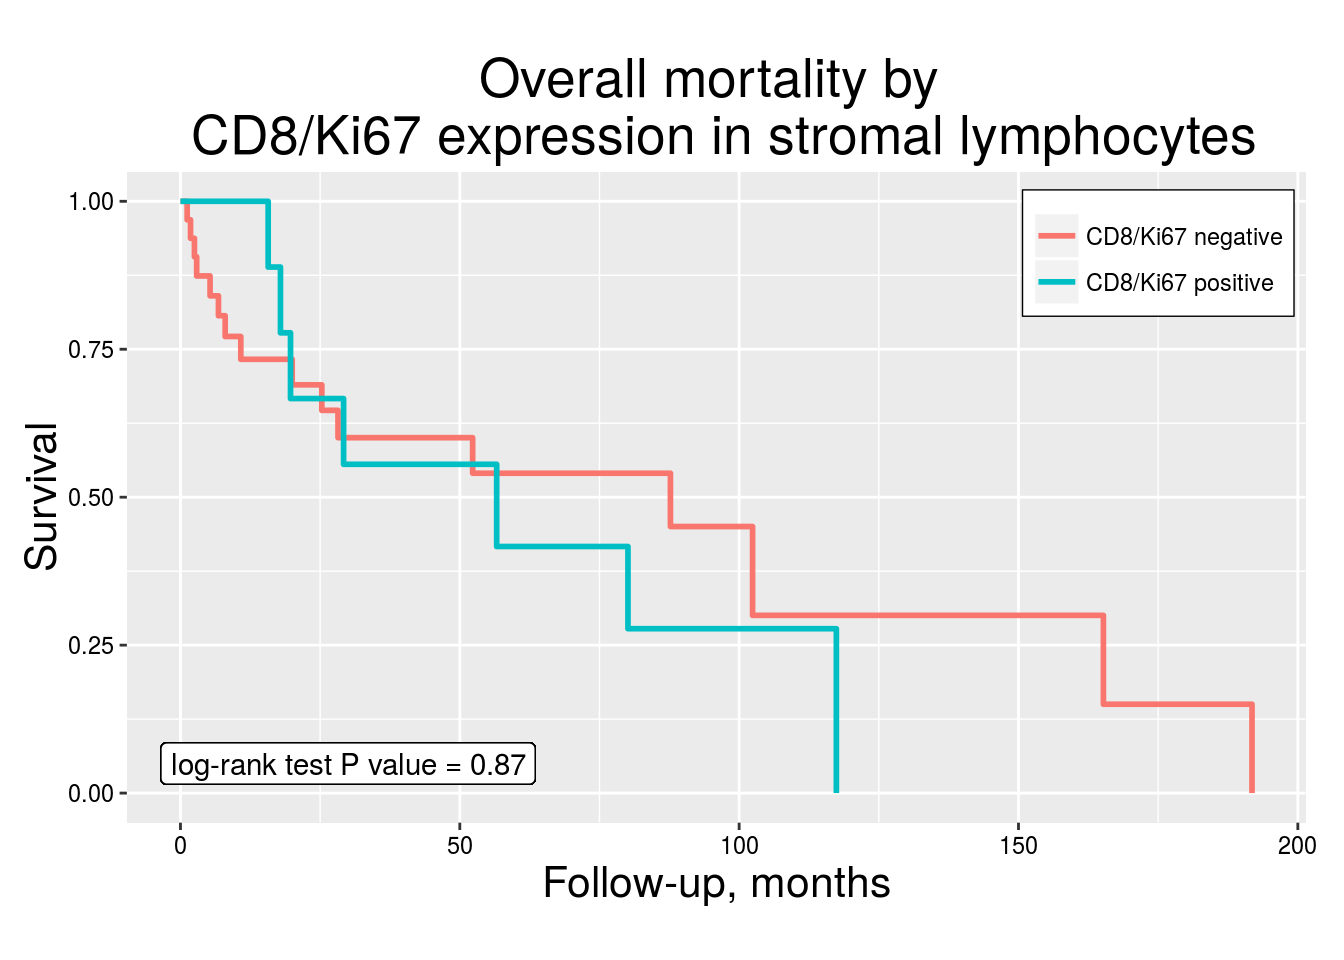 Overall mortality by
CD8/Ki67 expression in stromal lymphocytes
CD8/Ki67 negative
CD8/Ki67 positive
Survival
1.00
0.75
0.50
0.25
0.00
log-rank test P value = 0.87
0 50 100 150 200
Follow-up, months